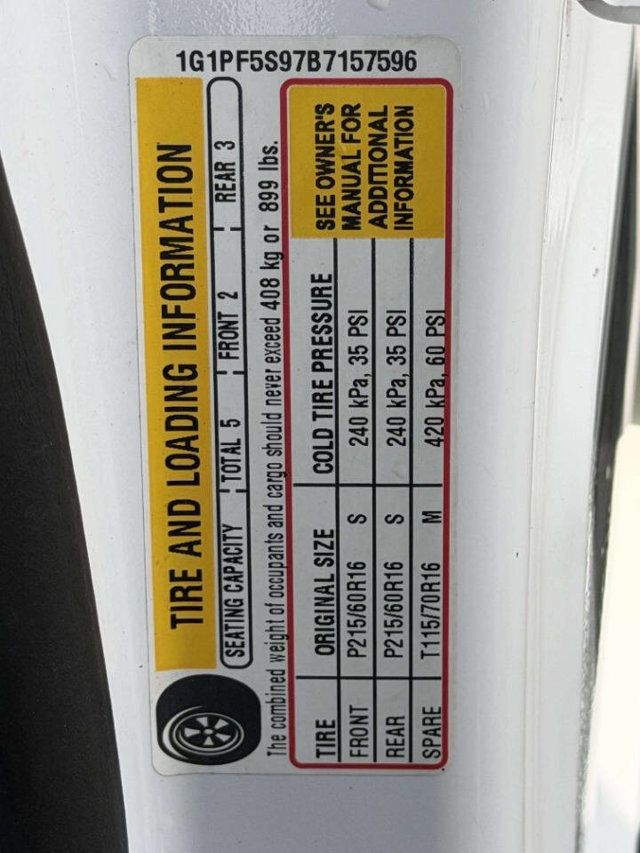 1G1PF5S97B7157596
TIRE AND LOADING INFORMATION
SEATING CAPACITY TOTAL 5 FRONT 2 REAR 3
The combined weight of occupants and cargo should never exceed 408 kg or 899 lbs.
TIRE ORIGINAL SIZE COLD TIRE PRESSURE
FRONT P215/60R16 S 240 kPa, 35 PSI
REAR P215/60R16 S 240 kPa, 35 PSI
SPARE T115/70R16 M 420 kPa, 60 PSI
SEE OWNER'S
MANUAL FOR
ADDITIONAL
INFORMATION